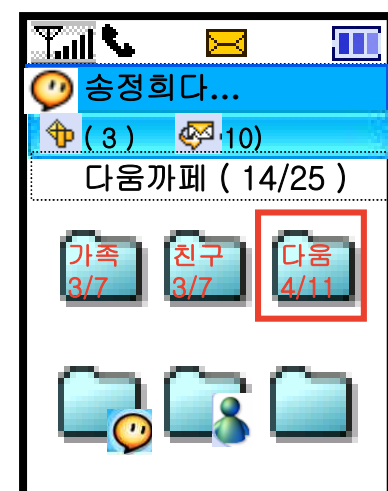 송정희다...
( 3 ) 10)
다움까페 ( 14/25 )
가족 친구 다움
3/7 3/7 4/11